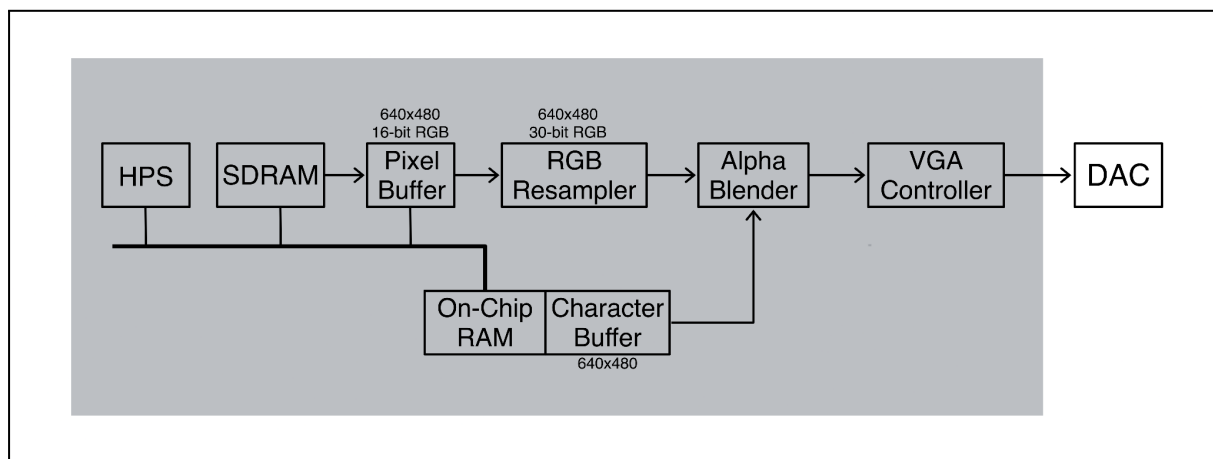 640x480
16-bit RGB
640x480
30-bit RGB
HPS
SDRAM
Pixel
Buffer
RGB
Resampler
Alpha
Blender
VGA
Controller
DAC
On-Chip
RAM
Character
Buffer
640x480